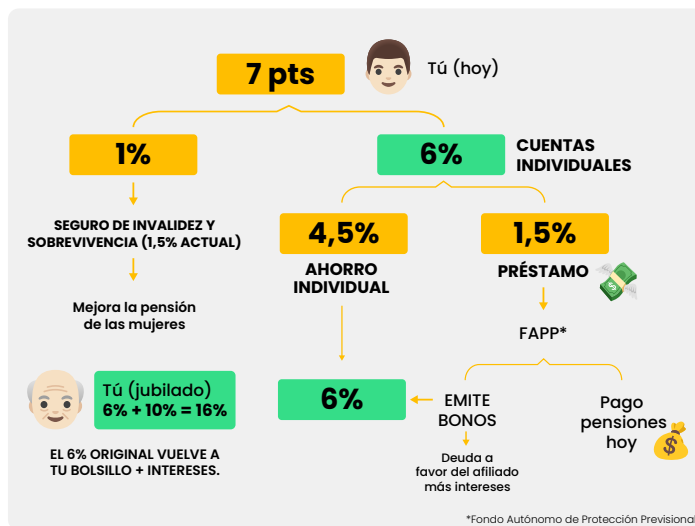 7 pts
Tú (hoy)
1%
6%
CUENTAS
INDIVIDUALES
SEGURO DE INVALIDEZ Y
SOBREVIVENCIA (1,5% ACTUAL)
4,5%
1,5%
AHORRO
INDIVIDUAL
PRÉSTAMO
Mejora la pensión
de las mujeres
FAPP*
Tú (jubilado)
6% + 10% = 16%
6%
EMITE
BONOS
Pago
pensiones
hoy
EL 6% ORIGINAL VUELVE A
TU BOLSILLO + INTERESES.
Deuda a
favor del afiliado
más intereses
*Fondo Autónomo de Protección Previsional